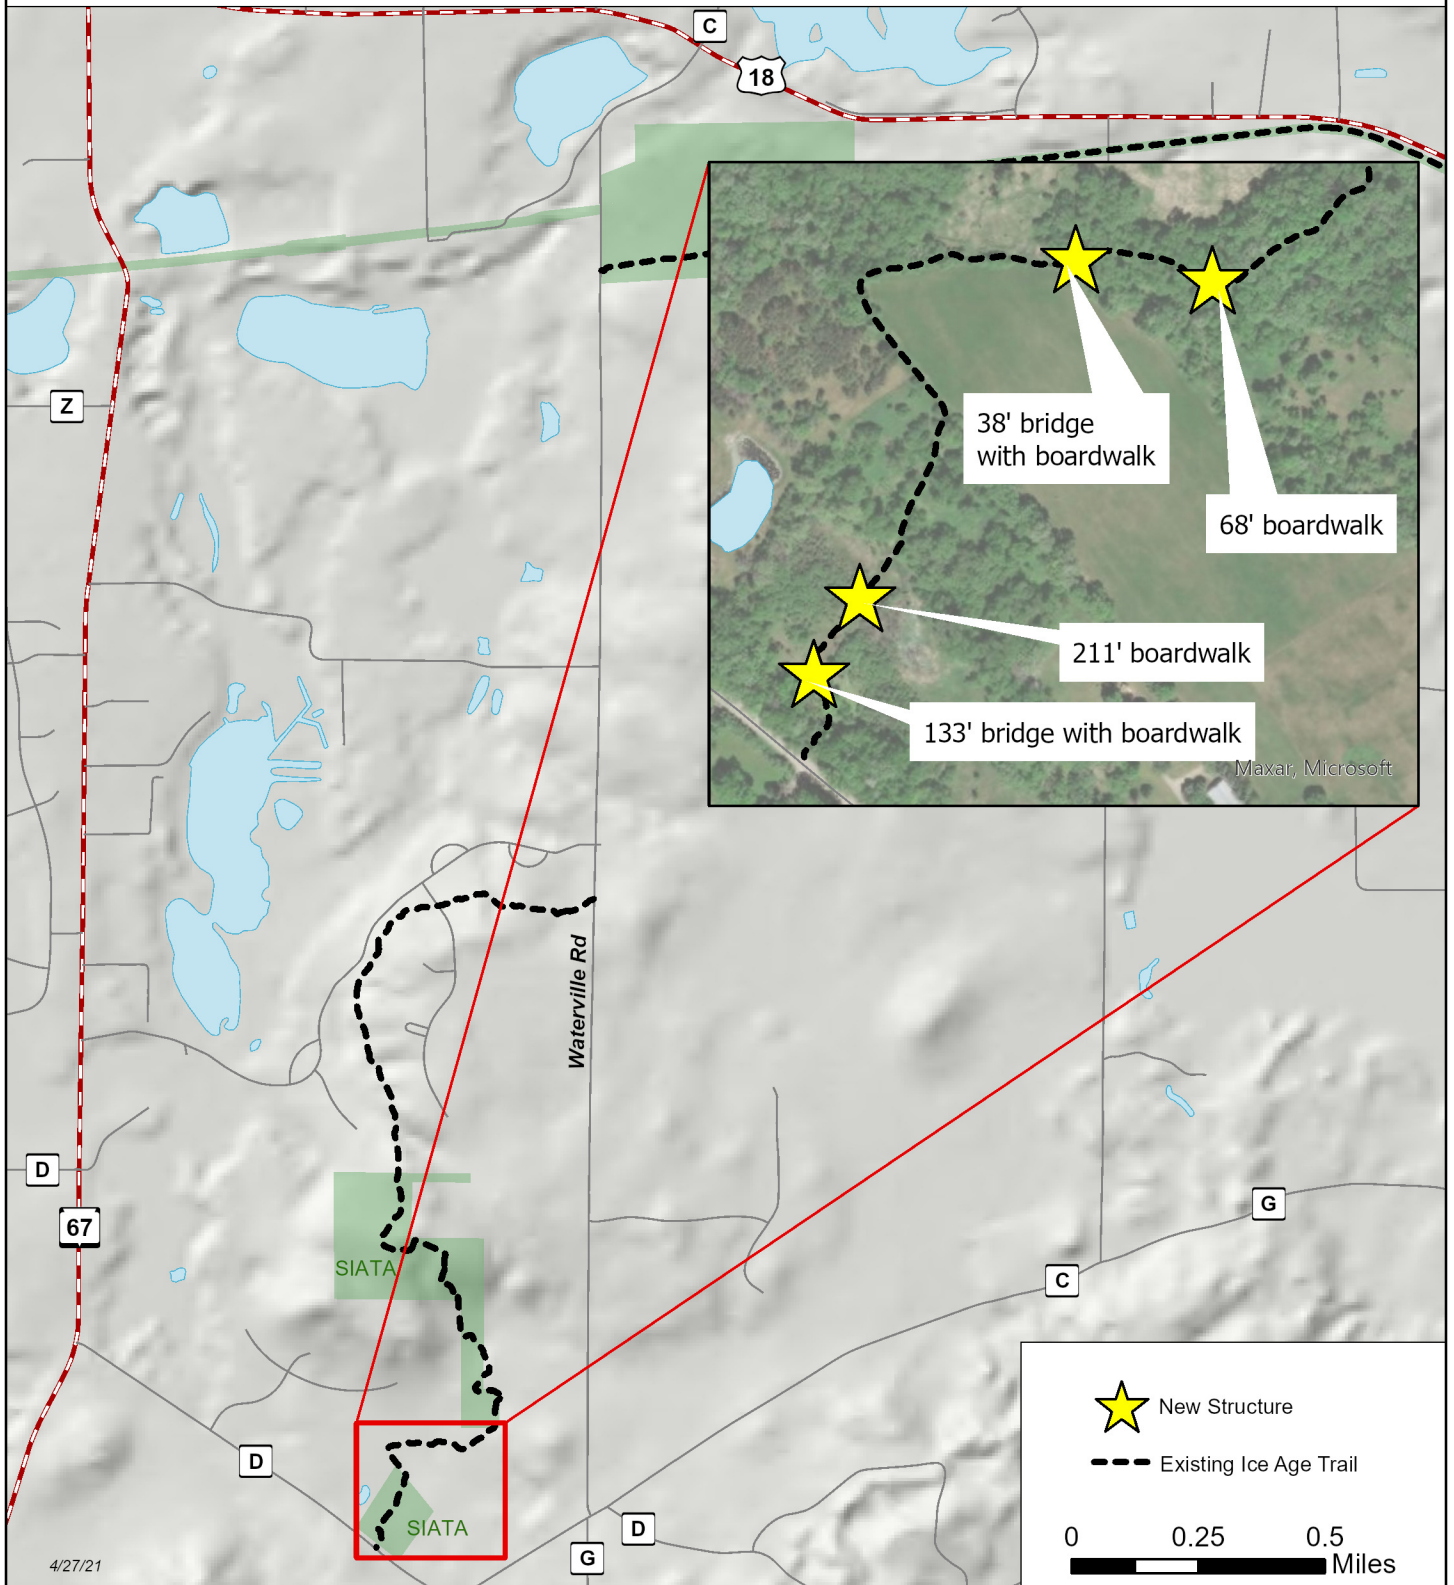 C
18
Z
38' bridge
with boardwalk
68' boardwalk
211' boardwalk
133' bridge with boardwalk
Maxar, Microsoft
Waterville Rd
D
67
G
SIATA
C
D
SIATA
D
G
New Structure
Existing Ice Age Trail
0 0.25 0.5
Miles
4/27/21